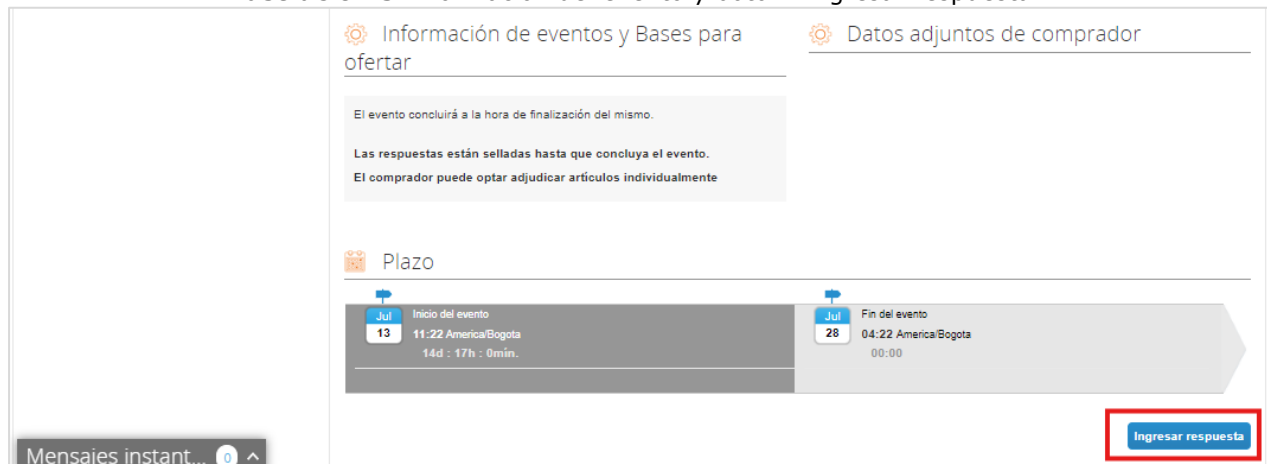 Información de eventos y Bases para
ofertar
Datos adjuntos de comprador
El evento concluirá a la hora de finalización del mismo.
Las respuestas están selladas hasta que concluya el evento.
El comprador puede optar adjudicar artículos individualmente
Plazo
Jul
13
Inicio del evento
11:22 America/Bogota
14d : 17h : 0min.
Jul
28
Fin del evento
04:22 America/Bogota
00:00
Ingresar respuesta
Mensajes instant... 0